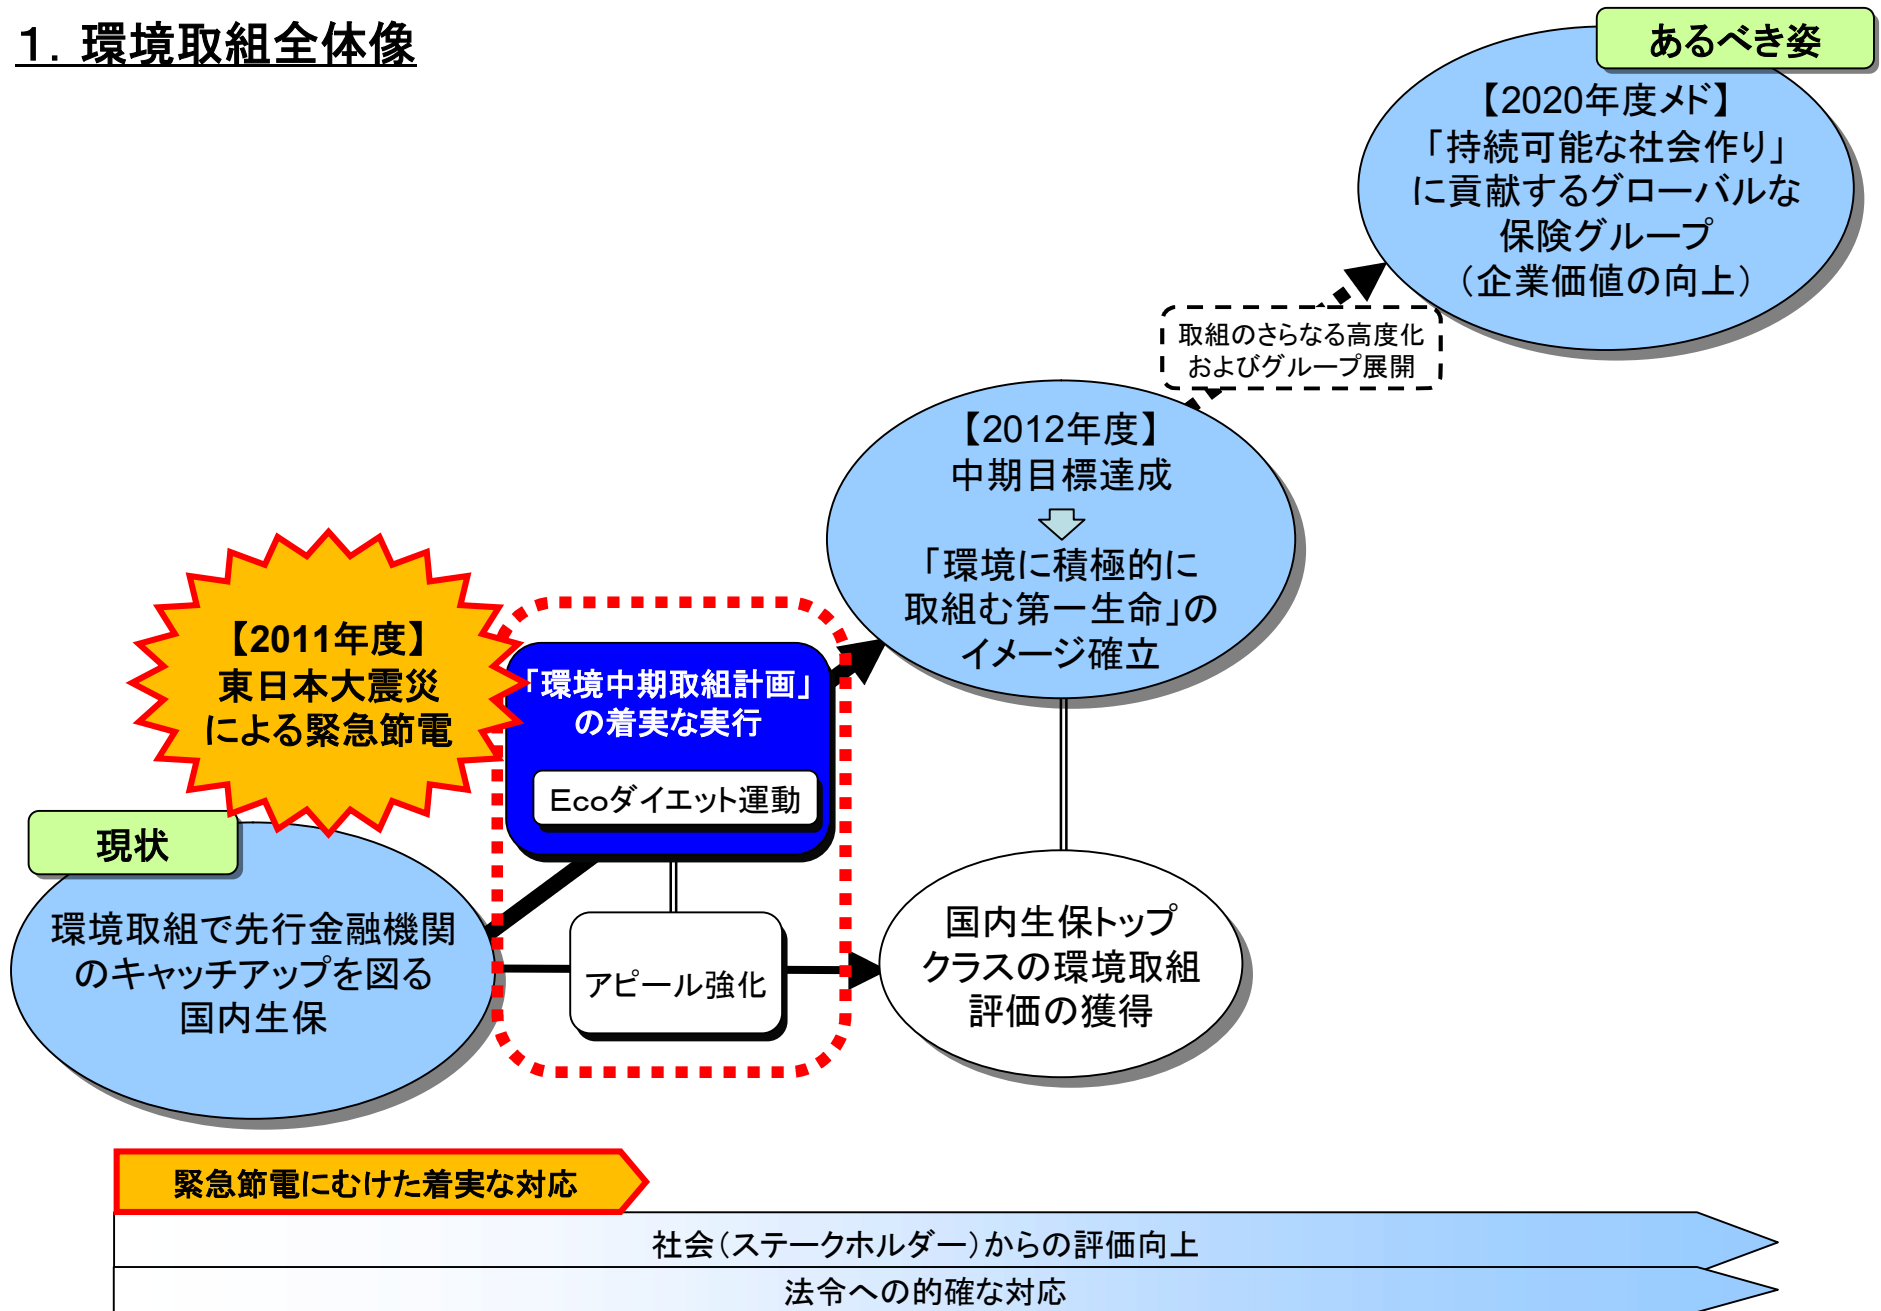 １．環境取組全体像
あるべき姿
【2020年度メド】
「持続可能な社会作り」
に貢献するグローバルな
保険グループ
（企業価値の向上）
取組のさらなる高度化
およびグループ展開
【2012年度】
中期目標達成
「環境に積極的に
取組む第一生命」の
イメージ確立
【2011年度】
東日本大震災
による緊急節電
「環境中期取組計画」
の着実な実行
Ｅｃｏダイエット運動
現状
環境取組で先行金融機関
のキャッチアップを図る
国内生保
アピール強化
国内生保トップ
クラスの環境取組
評価の獲得
緊急節電にむけた着実な対応
社会（ステークホルダー）からの評価向上
法令への的確な対応